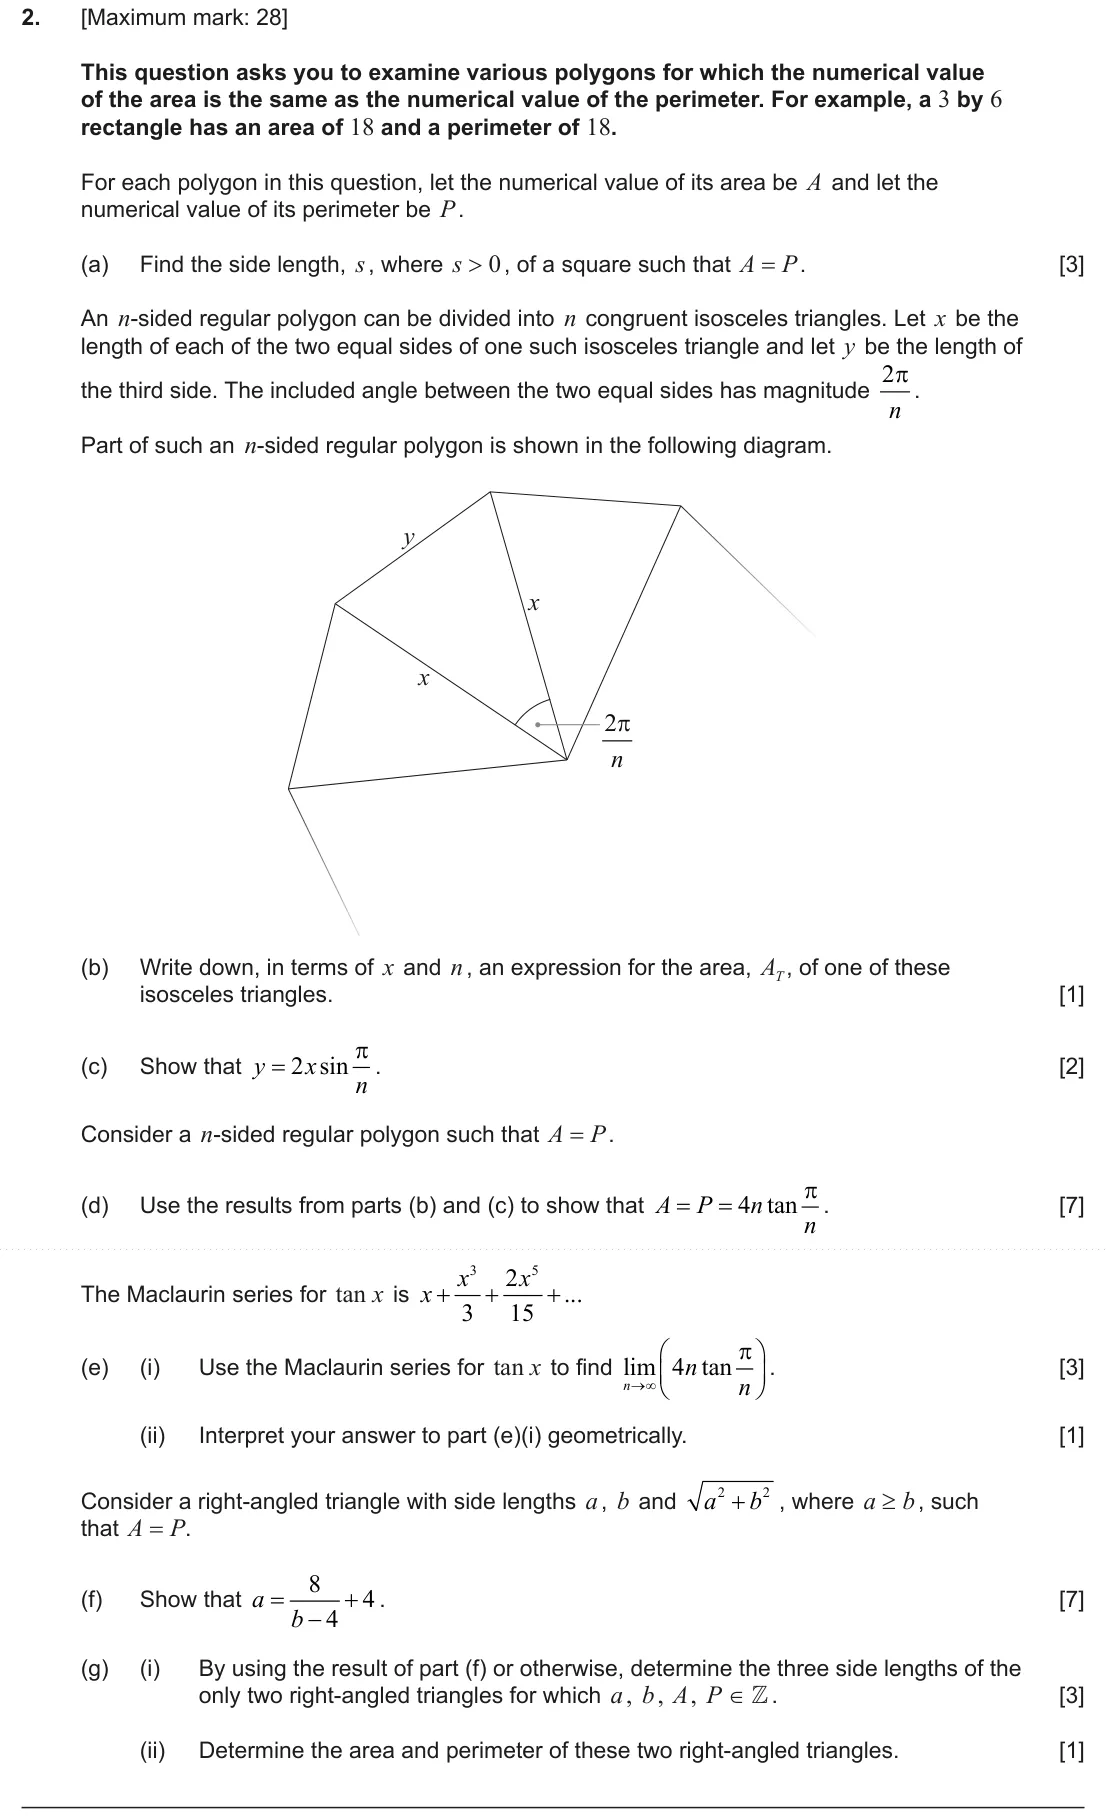 2. [Maximum mark: 28]
This question asks you to examine various polygons for which the numerical value
of the area is the same as the numerical value of the perimeter. For example, a 3 by 6
rectangle has an area of 18 and a perimeter of 18.
For each polygon in this question, let the numerical value of its area be A and let the
numerical value of its perimeter be P.
(a) Find the side length, s, where s > 0, of a square such that A = P. [3]
An n-sided regular polygon can be divided into n congruent isosceles triangles. Let x be the
length of each of the two equal sides of one such isosceles triangle and let y be the length of
the third side. The included angle between the two equal sides has magnitude 2π/n.
Part of such an n-sided regular polygon is shown in the following diagram.
y
x
x
2π/n
(b) Write down, in terms of x and n, an expression for the area, A_T, of one of these
isosceles triangles. [1]
(c) Show that y = 2x sin π/n. [2]
Consider a n-sided regular polygon such that A = P.
(d) Use the results from parts (b) and (c) to show that A = P = 4n tan π/n. [7]
The Maclaurin series for tan x is x + x³/3 + 2x⁵/15 + ...
(e) (i) Use the Maclaurin series for tan x to find lim n→∞ (4n tan π/n). [3]
(ii) Interpret your answer to part (e)(i) geometrically. [1]
Consider a right-angled triangle with side lengths a, b and √(a² + b²), where a ≥ b, such
that A = P.
(f) Show that a = 8/(b − 4) + 4. [7]
(g) (i) By using the result of part (f) or otherwise, determine the three side lengths of the
only two right-angled triangles for which a, b, A, P ∈ ℤ. [3]
(ii) Determine the area and perimeter of these two right-angled triangles. [1]